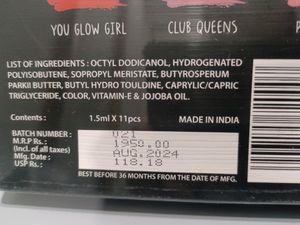 YOU GLOW GIRL CLUB QUEENS
LIST OF INGREDIENTS : OCTYL DODICANOL, HYDROGENATED
POLYISOBUTENE, SOPROPYL MERISTATE, BUTYROSPERUM
PARKII BUTTER, BUTYL HYDRO TOULDINE, CAPRYLIC/CAPRIC
TRIGLYCERIDE, COLOR, VITAMIN-E & JOJOBA OIL.
1.5ml X 11pcs MADE IN INDIA
BATCH NUMBER : 021
M.R.P Rs : 1950.00
(Incl. of all taxes)
Mfg. Date : AUG.2024
USP Rs : 118.18
BEST BEFORE 36 MONTHS FROM THE DATE OF MFG.